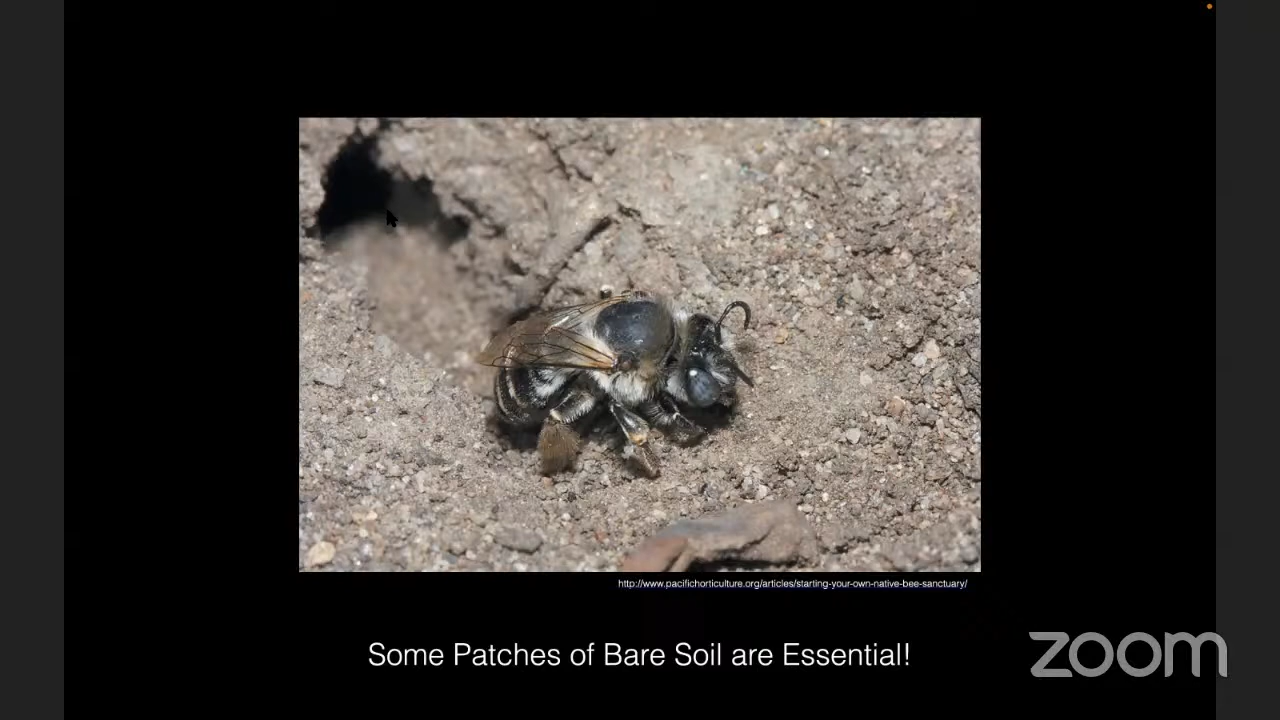 http://www.pacifichorticulture.org/articles/starting-your-own-native-bee-sanctuary/
Some Patches of Bare Soil are Essential!
zoom